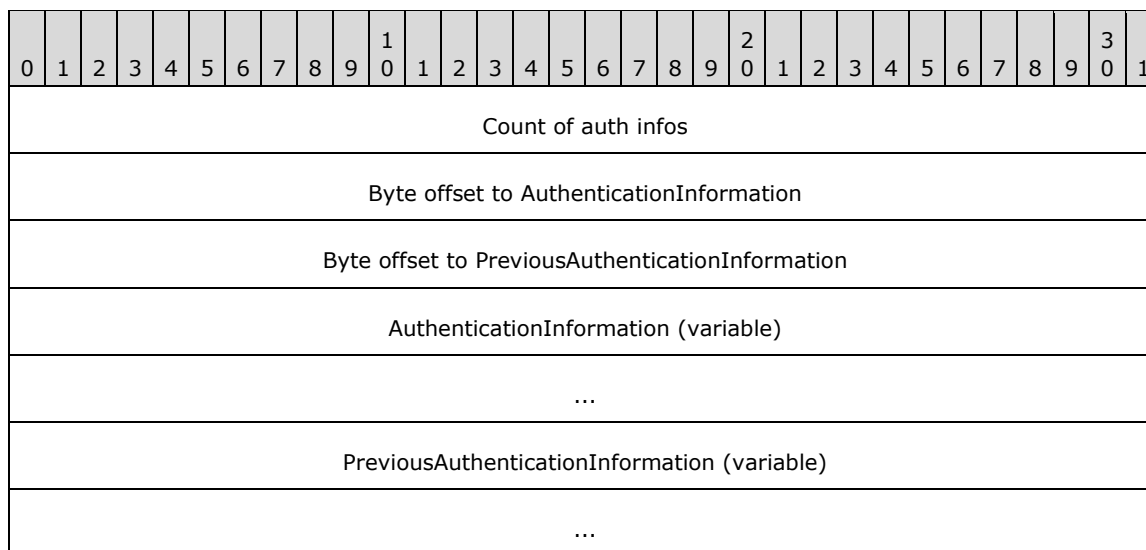 1 2 3
0 1 2 3 4 5 6 7 8 9 0 1 2 3 4 5 6 7 8 9 0 1 2 3 4 5 6 7 8 9 0 1
Count of auth infos
Byte offset to AuthenticationInformation
Byte offset to PreviousAuthenticationInformation
AuthenticationInformation (variable)
...
PreviousAuthenticationInformation (variable)
...